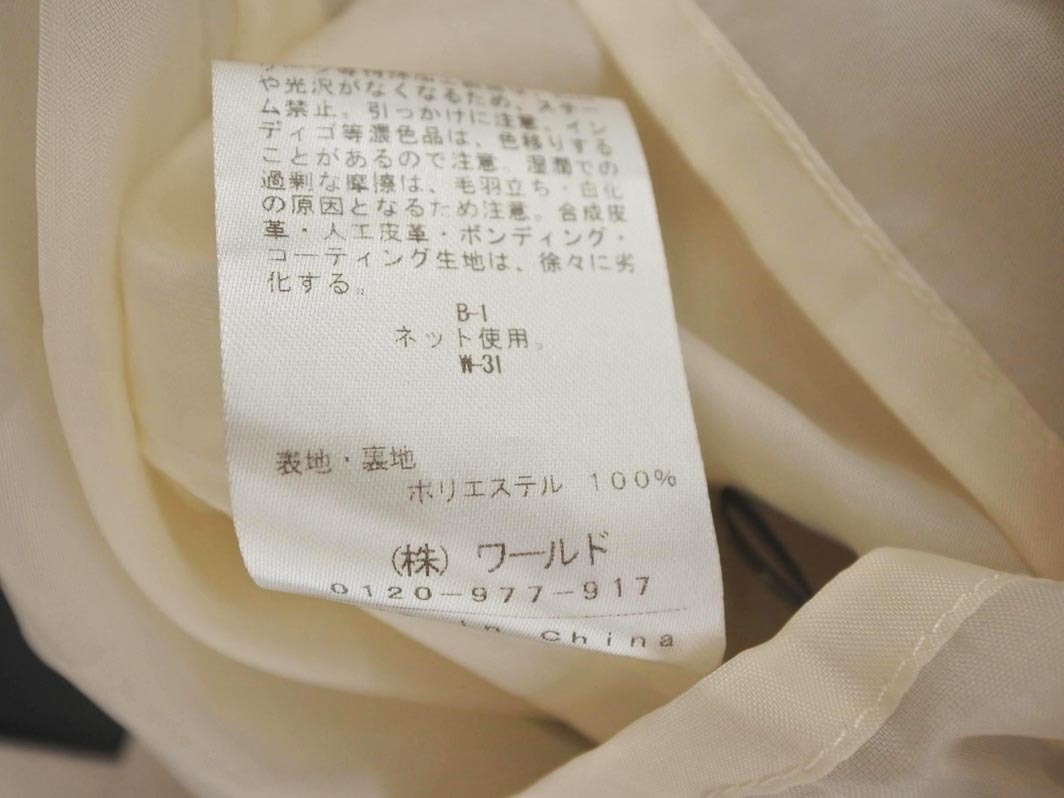 や光沢がなくなるため、スチー
ム禁止。引っかけに注意。イン
ディゴ等濃色品は、色移りする
ことがあるので注意。湿潤での
過剰な摩擦は、毛羽立ち・白化
の原因となるため注意。合成皮
革・人工皮革・ボンディング・
コーティング生地は、徐々に劣
化する。
B-1
ネット使用。
W-31
表地・裏地
ポリエステル 100%
(株) ワールド
0120-977-917
in China